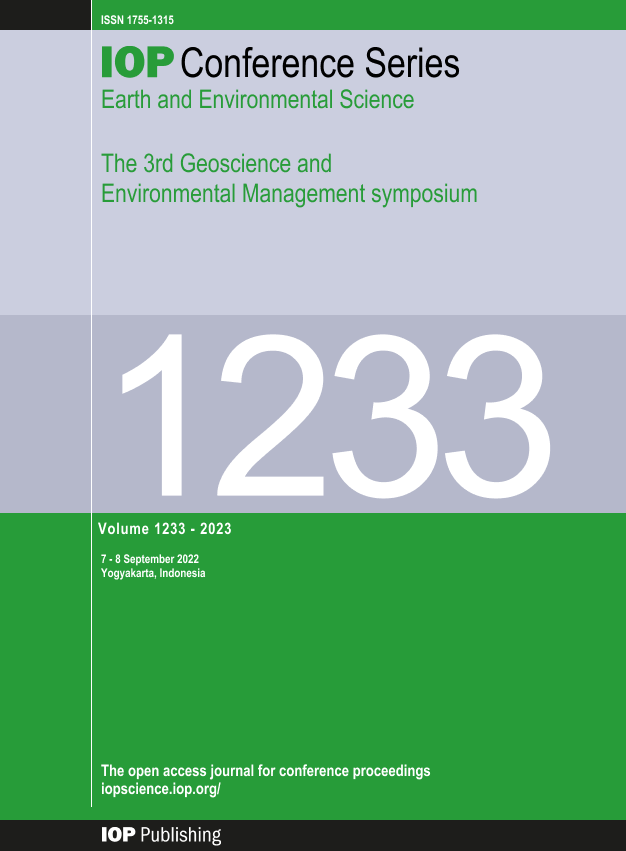 ISSN 1755-1315
IOP Conference Series
Earth and Environmental Science
The 3rd Geoscience and
Environmental Management symposium
1233
Volume 1233 - 2023
7 - 8 September 2022
Yogyakarta, Indonesia
The open access journal for conference proceedings
iopscience.iop.org/
IOP Publishing